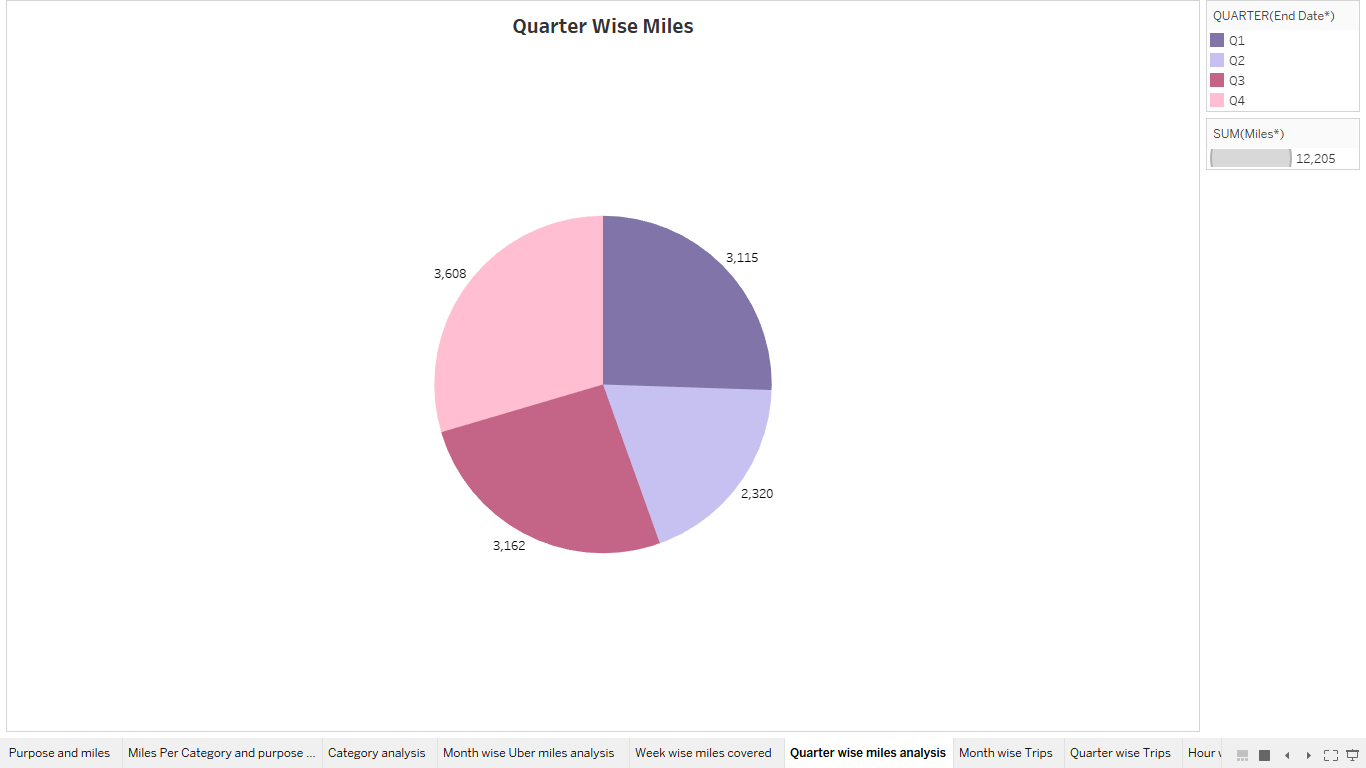 Quarter Wise Miles
3,115
2,320
3,162
3,608
QUARTER(End Date*)
Q1
Q2
Q3
Q4
SUM(Miles*)
12,205
Purpose and miles
Miles Per Category and purpose ...
Category analysis
Month wise Uber miles analysis
Week wise miles covered
Quarter wise miles analysis
Month wise Trips
Quarter wise Trips
Hour